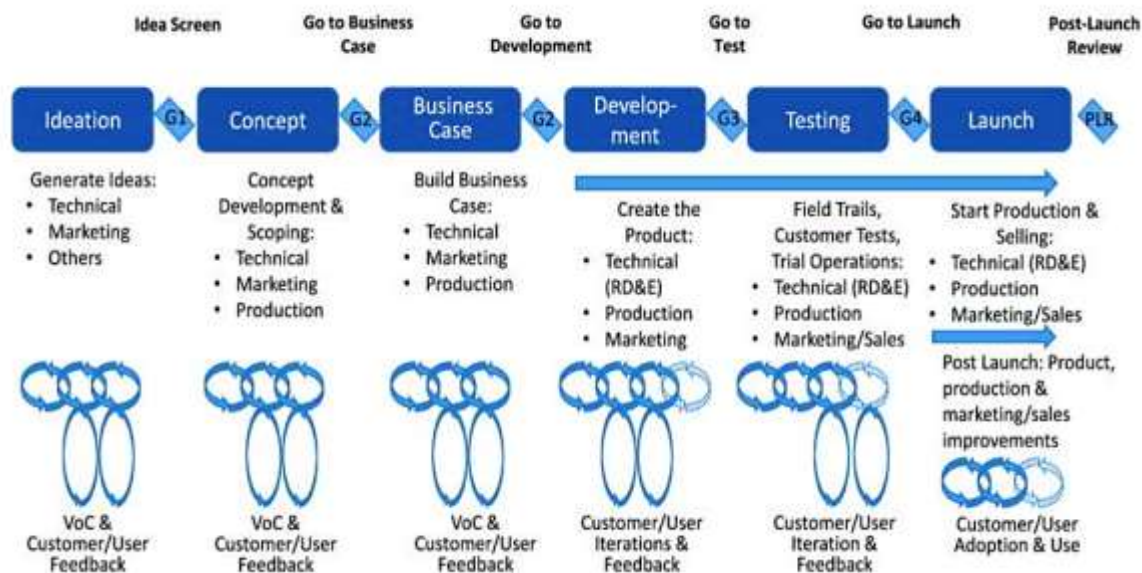 Idea Screen
Go to Business
Case
Go to
Development
Go to
Test
Go to Launch
Post-Launch
Review
Ideation
G1
Concept
G2
Business
Case
G2
Develop-
ment
G3
Testing
G4
Launch
PLR
Generate Ideas:
• Technical
• Marketing
• Others
Concept
Development &
Scoping:
• Technical
• Marketing
• Production
Build Business
Case:
• Technical
• Marketing
• Production
Create the
Product:
• Technical
(RD&E)
• Production
• Marketing
Field Trails,
Customer Tests,
Trial Operations:
• Technical (RD&E)
• Production
• Marketing/Sales
Start Production &
Selling:
• Technical (RD&E)
• Production
• Marketing/Sales
Post Launch: Product,
production &
marketing/sales
improvements
VoC &
Customer/User
Feedback
VoC &
Customer/User
Feedback
VoC &
Customer/User
Feedback
Customer/User
Iterations &
Feedback
Customer/User
Iteration &
Feedback
Customer/User
Adoption & Use